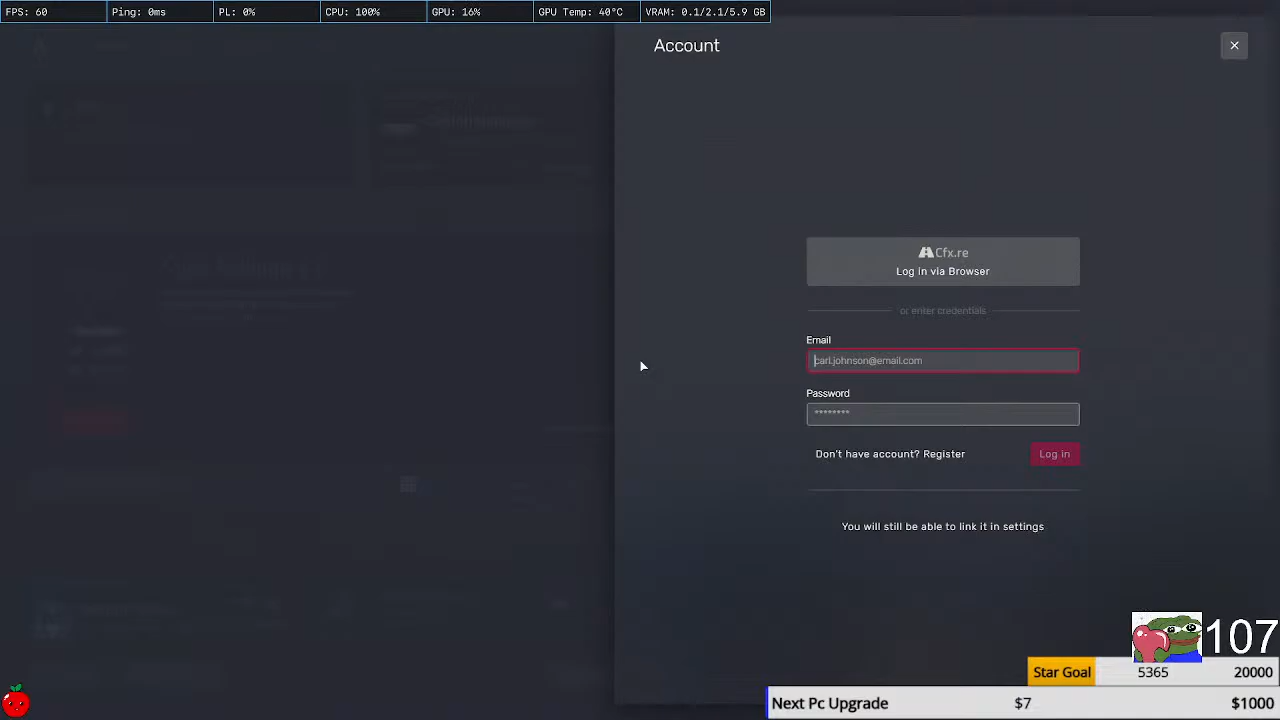 FPS: 60 Ping: 0ms PL: 0% CPU: 100% GPU: 16% GPU Temp: 40°C VRAM: 0.1/2.1/5.9 GB
Account
Cfx.re
Log in via Browser
or enter credentials
Email
carl.johnson@email.com
Password
********
Don't have account? Register
Log in
You will still be able to link it in settings
107
Star Goal 5365 20000
Next Pc Upgrade $7 $1000